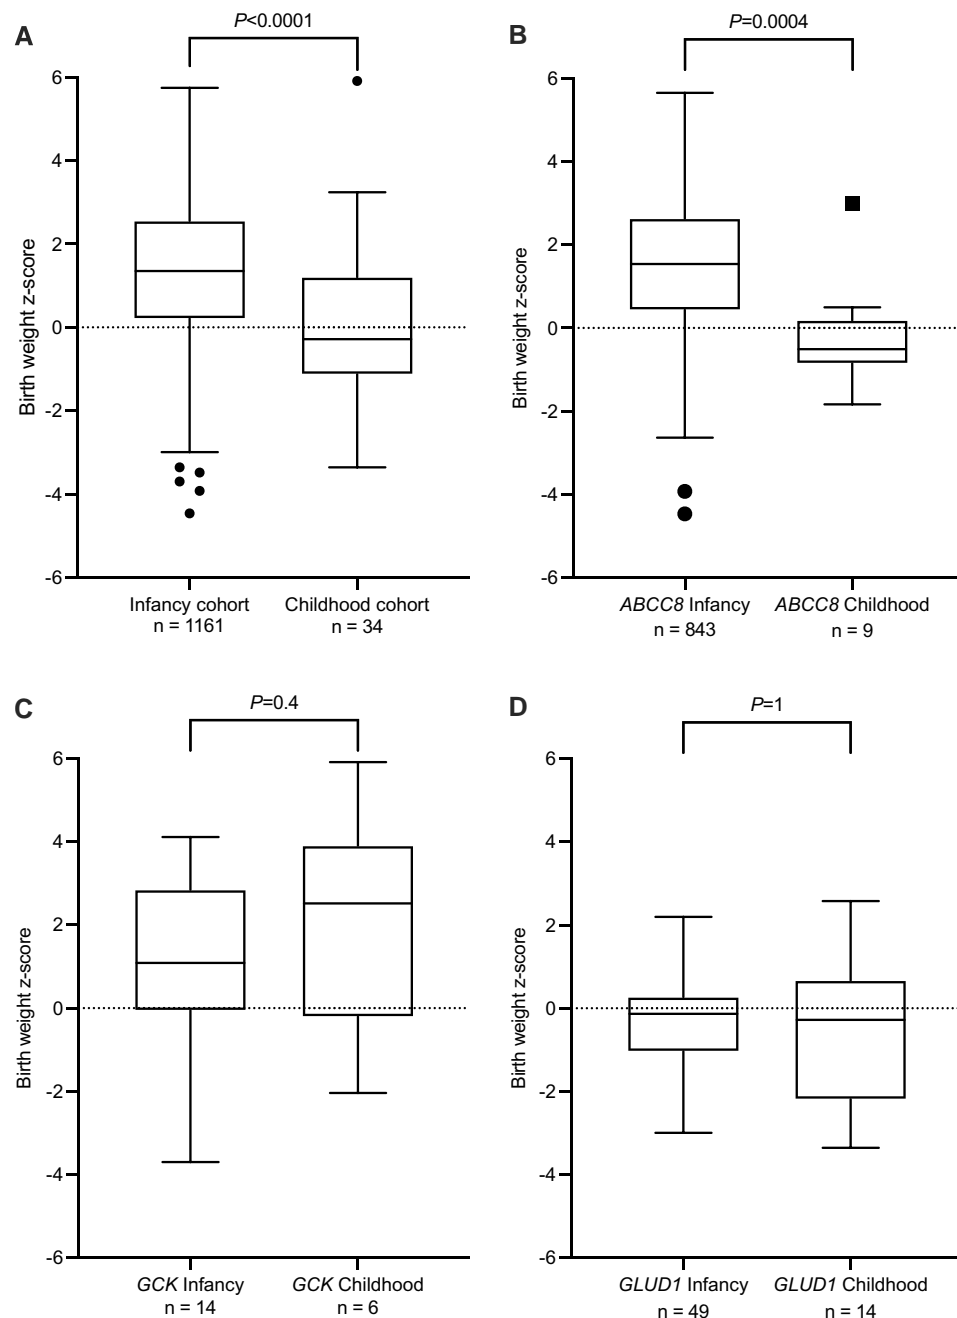 A
P<0.0001
Birth weight z-score
6
4
2
0
-2
-4
-6
Infancy cohort
n = 1161
Childhood cohort
n = 34
B
P=0.0004
Birth weight z-score
6
4
2
0
-2
-4
-6
ABCC8 Infancy
n = 843
ABCC8 Childhood
n = 9
C
P=0.4
Birth weight z-score
6
4
2
0
-2
-4
-6
GCK Infancy
n = 14
GCK Childhood
n = 6
D
P=1
Birth weight z-score
6
4
2
0
-2
-4
-6
GLUD1 Infancy
n = 49
GLUD1 Childhood
n = 14